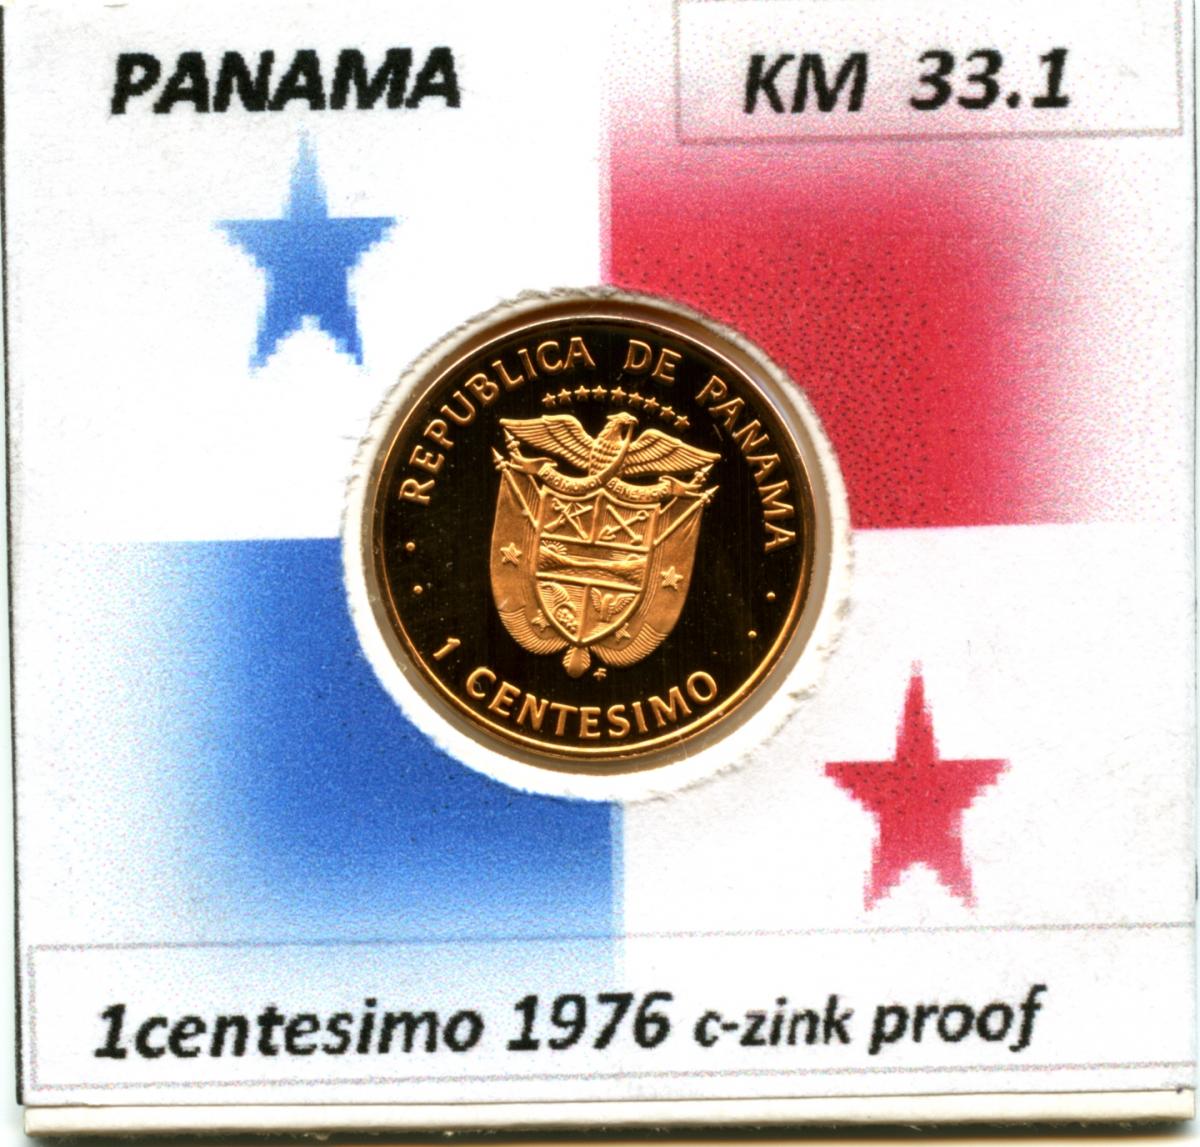 PANAMA
KM 33.1
REPUBLICA DE PANAMA
1 CENTESIMO
1centesimo 1976 c-zink proof